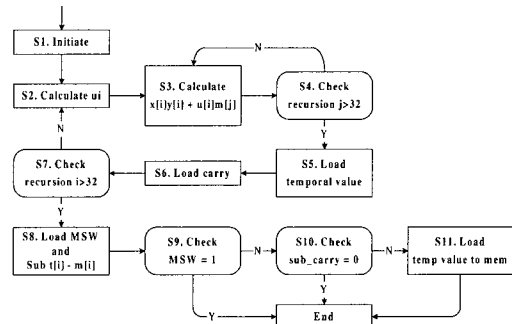 S1. Initiate
N
S2. Calculate ui
S3. Calculate
x[i]y[i] + u[i]m[j]
S4. Check
recursion j>32
N
Y
S7. Check
recursion i>32
S6. Load carry
S5. Load
temporal value
Y
S8. Load MSW
and
Sub t[i] - m[i]
S9. Check
MSW = 1
N
S10. Check
sub_carry = 0
N
S11. Load
temp value to mem
Y
Y
End